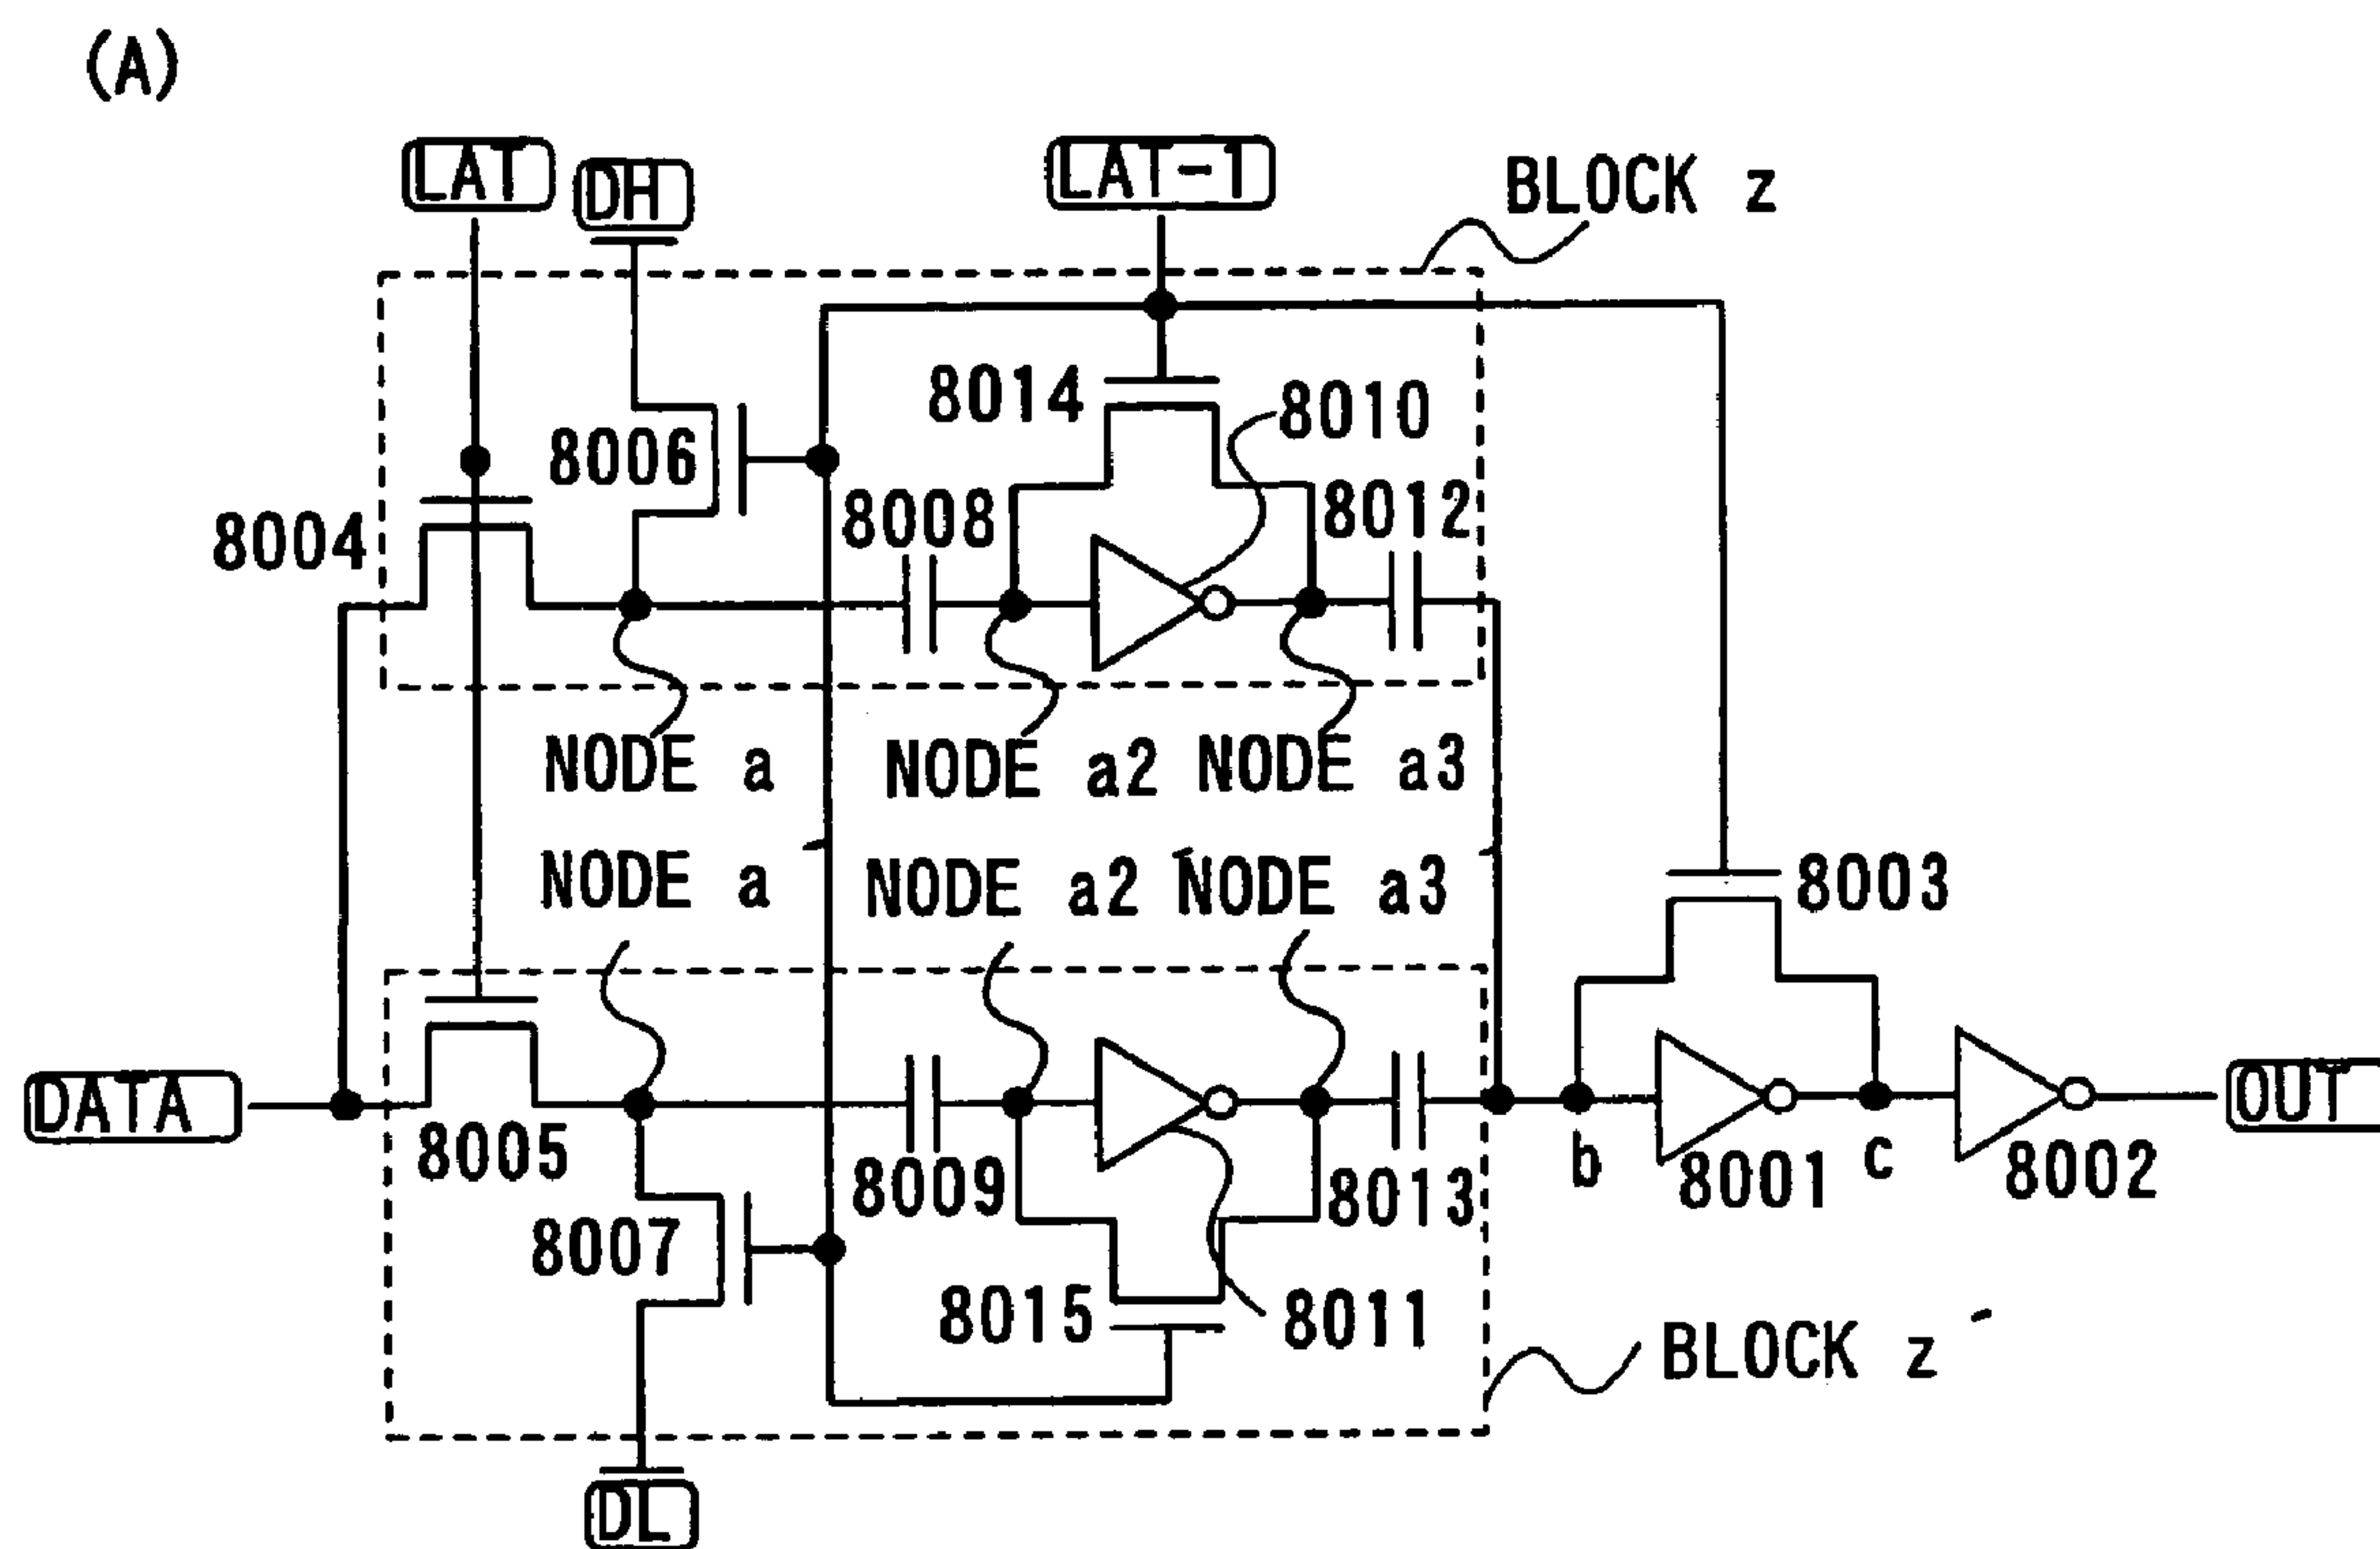 (A)
LAT
DH
LAT-1
BLOCK z
8014
8010
8006
8008
8012
8004
NODE a
NODE a2
NODE a3
NODE a
NODE a2
NODE a3
8003
DATA
8005
8009
8013
b
8001
c
8002
OUT
8007
8015
8011
BLOCK z ´
DL